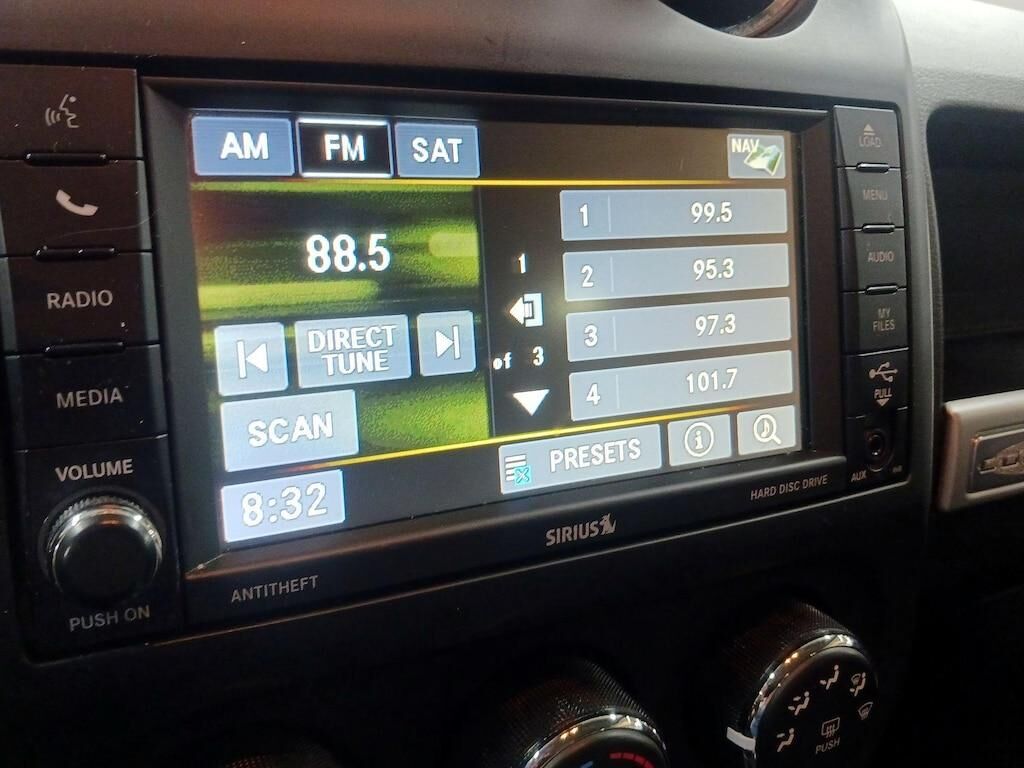 AM FM SAT NAV
88.5
DIRECT
TUNE
SCAN
8:32
1
of 3
1 99.5
2 95.3
3 97.3
4 101.7
PRESETS i
RADIO
MEDIA
VOLUME
PUSH ON
ANTITHEFT
SIRIUS
HARD DISC DRIVE
LOAD
MENU
AUDIO
MY
FILES
PULL
AUX
PUSH